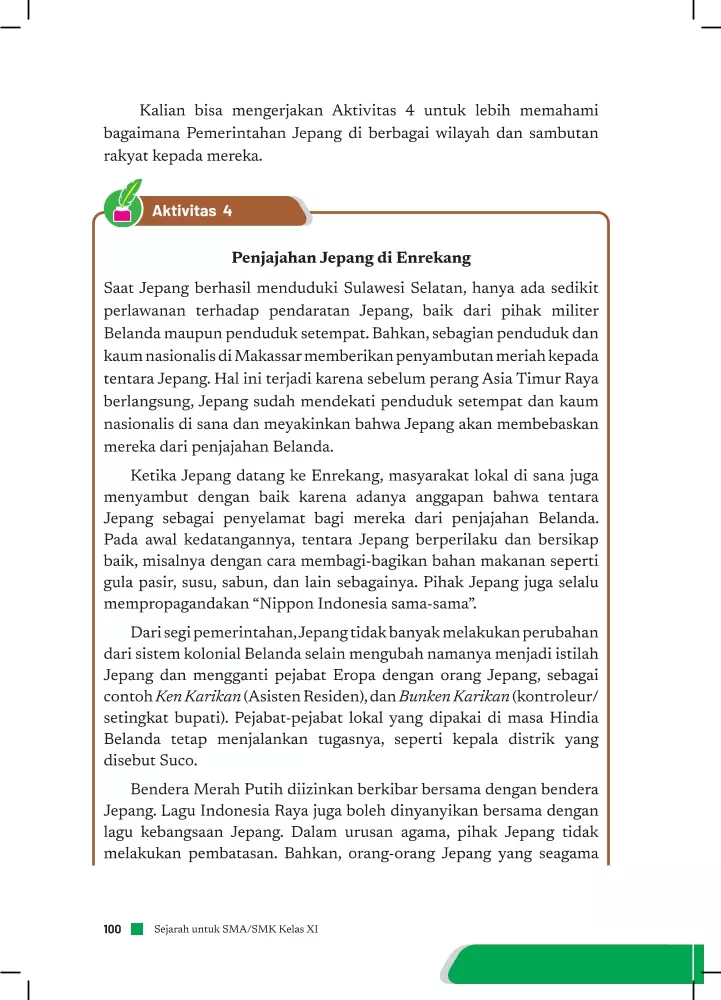 Kalian bisa mengerjakan Aktivitas 4 untuk lebih memahami
bagaimana Pemerintahan Jepang di berbagai wilayah dan sambutan
rakyat kepada mereka.
Aktivitas 4
Penjajahan Jepang di Enrekang
Saat Jepang berhasil menduduki Sulawesi Selatan, hanya ada sedikit
perlawanan terhadap pendaratan Jepang, baik dari pihak militer
Belanda maupun penduduk setempat. Bahkan, sebagian penduduk dan
kaum nasionalis di Makassar memberikan penyambutan meriah kepada
tentara Jepang. Hal ini terjadi karena sebelum perang Asia Timur Raya
berlangsung, Jepang sudah mendekati penduduk setempat dan kaum
nasionalis di sana dan meyakinkan bahwa Jepang akan membebaskan
mereka dari penjajahan Belanda.
Ketika Jepang datang ke Enrekang, masyarakat lokal di sana juga
menyambut dengan baik karena adanya anggapan bahwa tentara
Jepang sebagai penyelamat bagi mereka dari penjajahan Belanda.
Pada awal kedatangannya, tentara Jepang berperilaku dan bersikap
baik, misalnya dengan cara membagi-bagikan bahan makanan seperti
gula pasir, susu, sabun, dan lain sebagainya. Pihak Jepang juga selalu
mempropagandakan “Nippon Indonesia sama-sama”.
Dari segi pemerintahan, Jepang tidak banyak melakukan perubahan
dari sistem kolonial Belanda selain mengubah namanya menjadi istilah
Jepang dan mengganti pejabat Eropa dengan orang Jepang, sebagai
contoh Ken Karikan (Asisten Residen), dan Bunken Karikan (kontroleur/
setingkat bupati). Pejabat-pejabat lokal yang dipakai di masa Hindia
Belanda tetap menjalankan tugasnya, seperti kepala distrik yang
disebut Suco.
Bendera Merah Putih diizinkan berkibar bersama dengan bendera
Jepang. Lagu Indonesia Raya juga boleh dinyanyikan bersama dengan
lagu kebangsaan Jepang. Dalam urusan agama, pihak Jepang tidak
melakukan pembatasan. Bahkan, orang-orang Jepang yang seagama
100 Sejarah untuk SMA/SMK Kelas XI